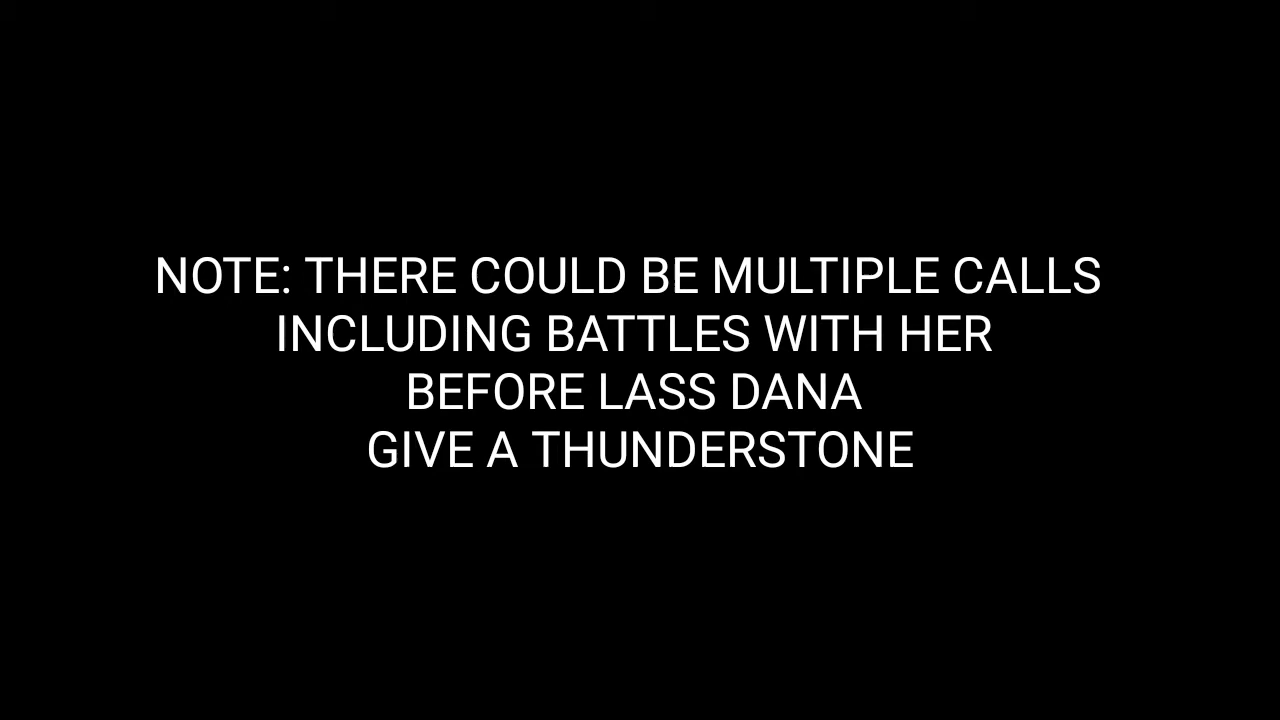 NOTE: THERE COULD BE MULTIPLE CALLS
INCLUDING BATTLES WITH HER
BEFORE LASS DANA
GIVE A THUNDERSTONE